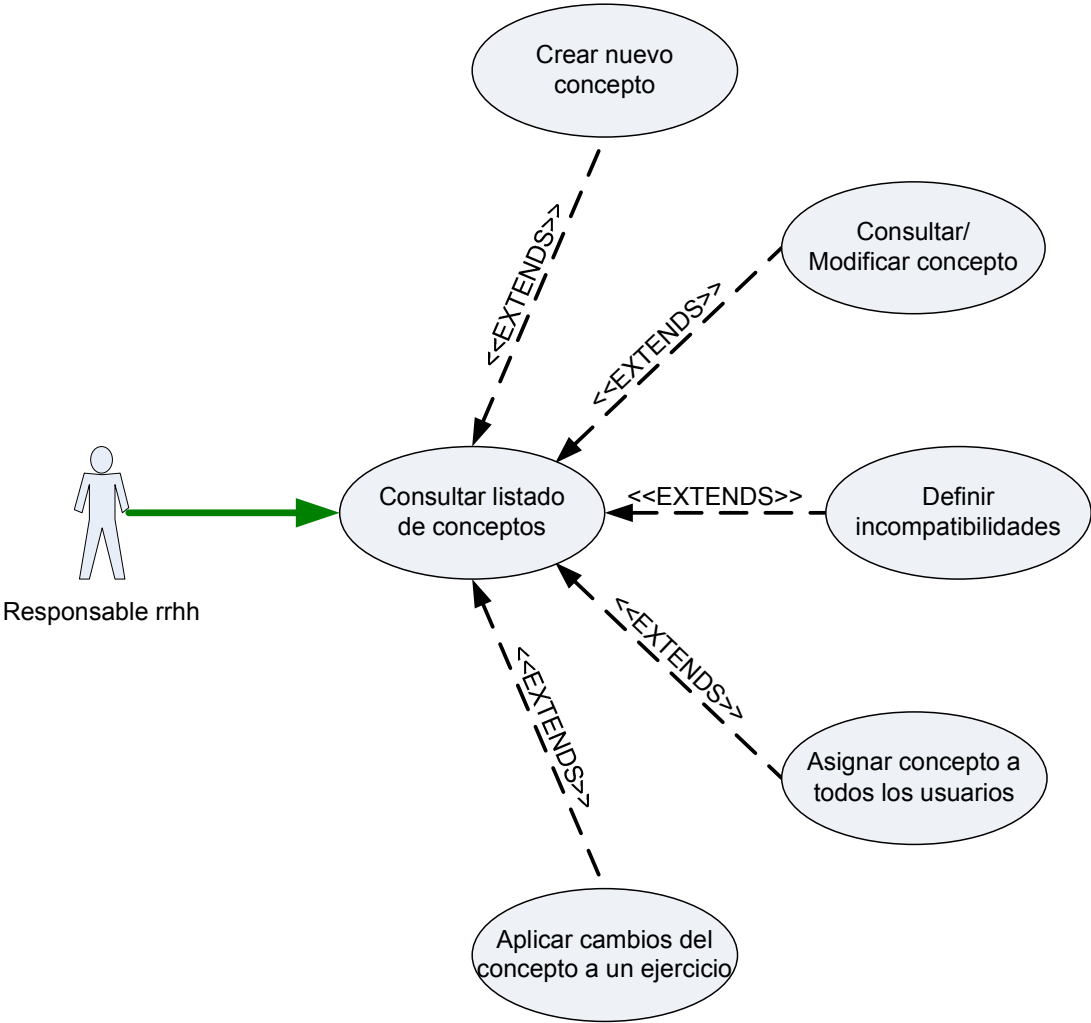 Crear nuevo
concepto
<<EXTENDS>>
Consultar/
Modificar concepto
<<EXTENDS>>
Consultar listado
de conceptos
<<EXTENDS>>
Definir
incompatibilidades
Responsable rrhh
<<EXTENDS>>
<<EXTENDS>>
Asignar concepto a
todos los usuarios
Aplicar cambios del
concepto a un ejercicio